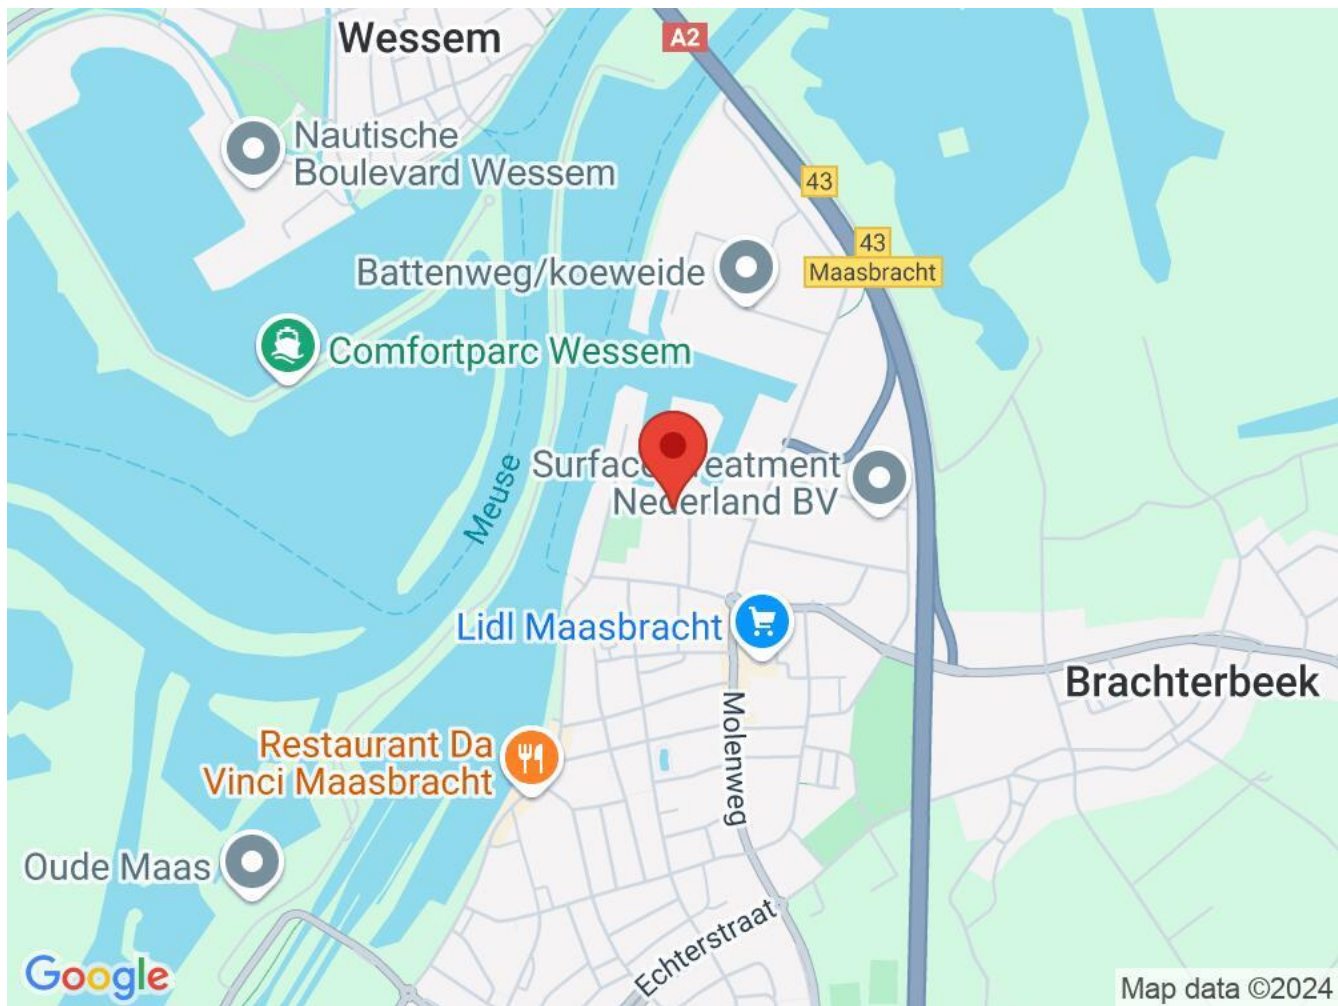 Wessem
A2
Nautische
Boulevard Wessem
43
43
Maasbracht
Battenweg/koeweide
Comfortparc Wessem
Meuse
Surface
eatment
Nederland BV
Lidl Maasbracht
Brachterbeek
Molenweg
Restaurant Da
Vinci Maasbracht
Oude Maas
Echterstraat
Google
Map data ©2024